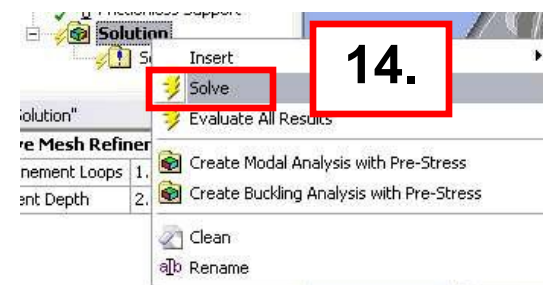 Frictionless Support
Solution
S
Insert
14.
Solve
olution"
Evaluate All Results
e Mesh Refiner
nement Loops 1.
Create Modal Analysis with Pre-Stress
ent Depth 2.
Create Buckling Analysis with Pre-Stress
Clean
Rename